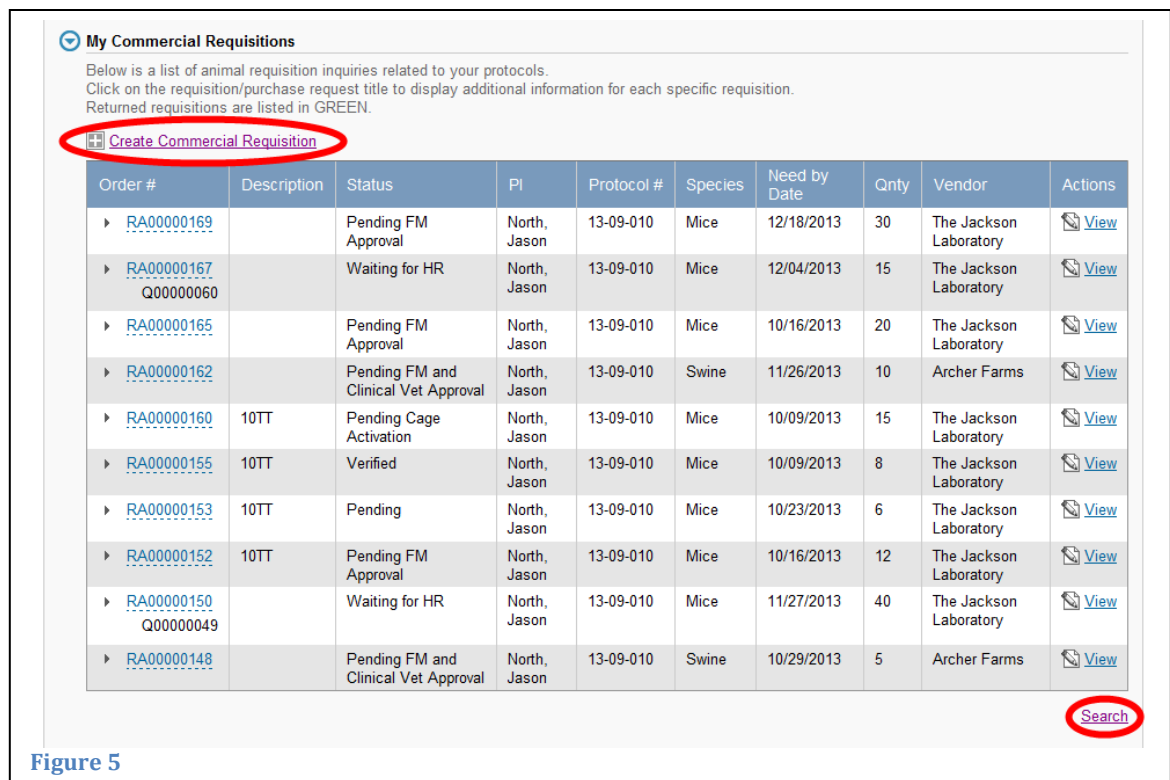 My Commercial Requisitions
Below is a list of animal requisition inquiries related to your protocols.
Click on the requisition/purchase request title to display additional information for each specific requisition.
Returned requisitions are listed in GREEN.
Create Commercial Requisition
Order # Description Status PI Protocol # Species Need by Date Qnty Vendor Actions
RA00000169 Pending FM Approval North, Jason 13-09-010 Mice 12/18/2013 30 The Jackson Laboratory View
RA00000167 Q00000060 Waiting for HR North, Jason 13-09-010 Mice 12/04/2013 15 The Jackson Laboratory View
RA00000165 Pending FM Approval North, Jason 13-09-010 Mice 10/16/2013 20 The Jackson Laboratory View
RA00000162 Pending FM and Clinical Vet Approval North, Jason 13-09-010 Swine 11/26/2013 10 Archer Farms View
RA00000160 10TT Pending Cage Activation North, Jason 13-09-010 Mice 10/09/2013 15 The Jackson Laboratory View
RA00000155 10TT Verified North, Jason 13-09-010 Mice 10/09/2013 8 The Jackson Laboratory View
RA00000153 10TT Pending North, Jason 13-09-010 Mice 10/23/2013 6 The Jackson Laboratory View
RA00000152 10TT Pending FM Approval North, Jason 13-09-010 Mice 10/16/2013 12 The Jackson Laboratory View
RA00000150 Q00000049 Waiting for HR North, Jason 13-09-010 Mice 11/27/2013 40 The Jackson Laboratory View
RA00000148 Pending FM and Clinical Vet Approval North, Jason 13-09-010 Swine 10/29/2013 5 Archer Farms View
Search
Figure 5